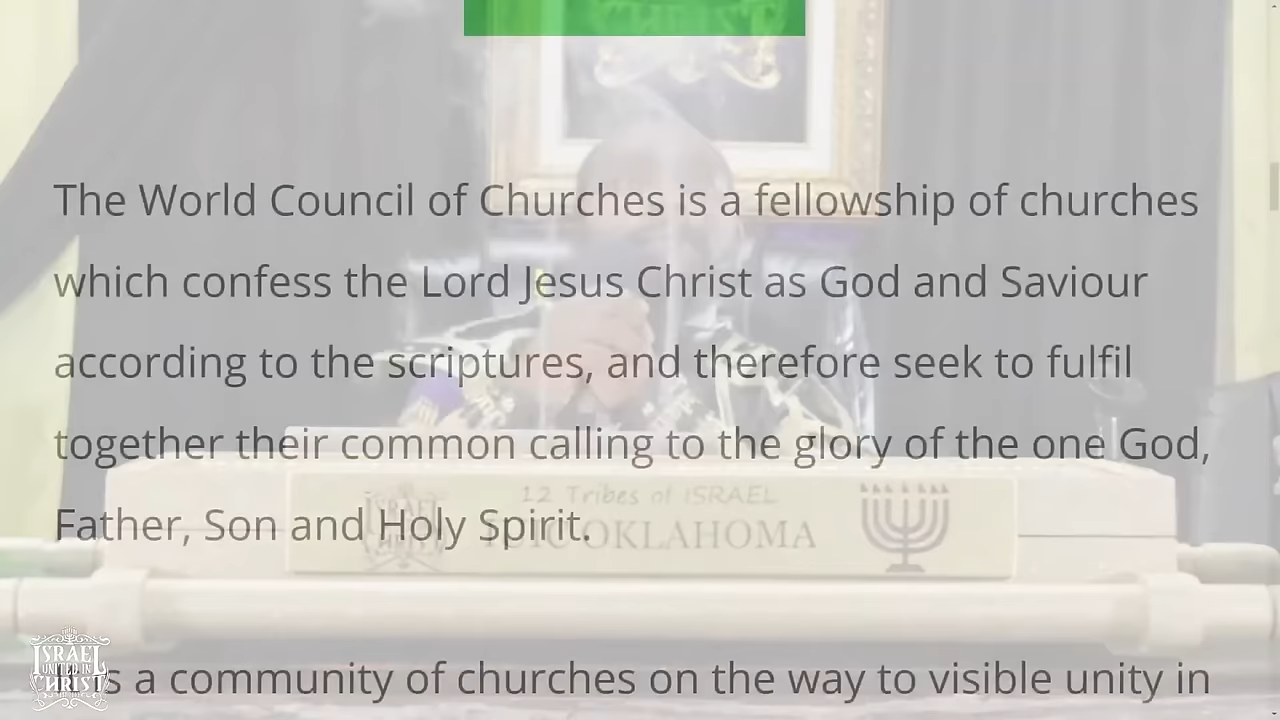 CHRIST
The World Council of Churches is a fellowship of churches
which confess the Lord Jesus Christ as God and Saviour
according to the scriptures, and therefore seek to fulfil
together their common calling to the glory of the one God,
Father, Son and Holy Spirit.
12 Tribes of ISRAEL
OKLAHOMA
ISRAEL
UNITED IN
CHRIST
s a community of churches on the way to visible unity in